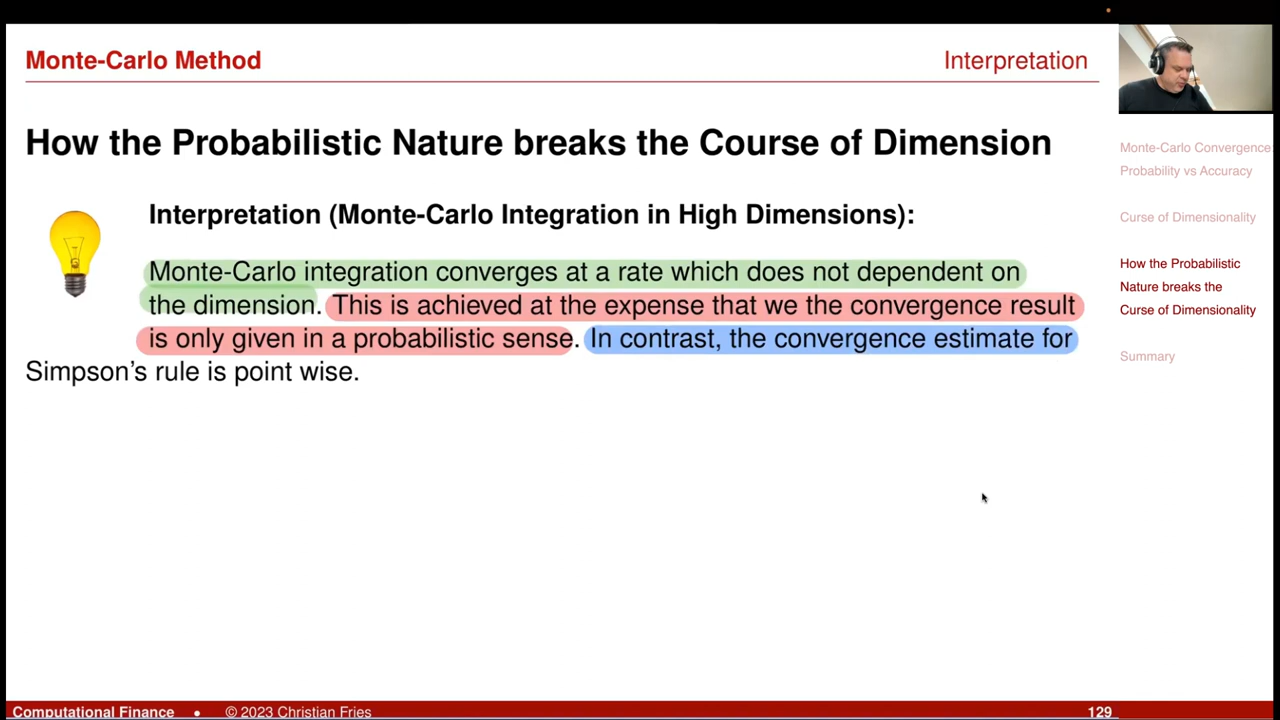 Monte-Carlo Method
Interpretation
How the Probabilistic Nature breaks the Course of Dimension
Interpretation (Monte-Carlo Integration in High Dimensions):
Monte-Carlo integration converges at a rate which does not dependent on
the dimension. This is achieved at the expense that we the convergence result
is only given in a probabilistic sense. In contrast, the convergence estimate for
Simpson's rule is point wise.
Monte-Carlo Convergence:
Probability vs Accuracy
Curse of Dimensionality
How the Probabilistic
Nature breaks the
Curse of Dimensionality
Summary
Computational Finance • © 2023 Christian Fries
129